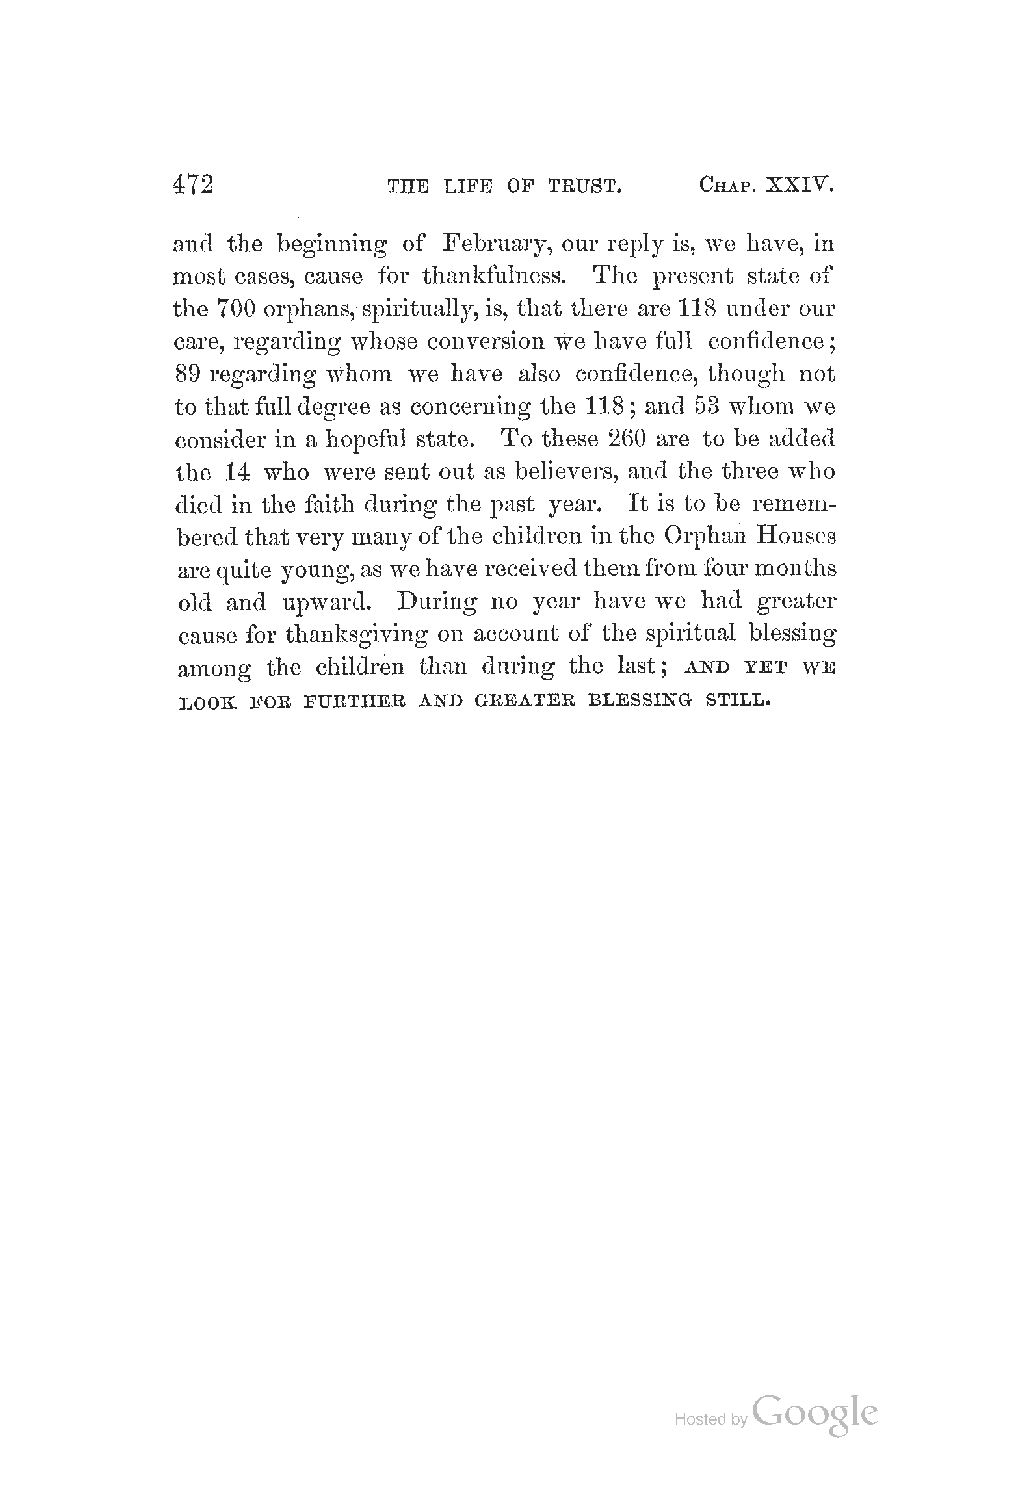 472 THE LIFE OF TRUST. CHAP. XXIV.
and the beginning of February, our reply is, we have, in
most cases, cause for thankfulness. The present state of
the 700 orphans, spiritually, is, that there are 118 under our
care, regarding whose conversion we have full confidence;
89 regarding whom we have also confidence, though not
to that full degree as concerning the 118; and 53 whom we
consider in a hopeful state. To these 260 are to be added
the 14 who were sent out as believers, and the three who
died in the faith during the past year. It is to be remem-
bered that very many of the children in the Orphan Houses
are quite young, as we have received them from four months
old and upward. During no year have we had greater
cause for thanksgiving on account of the spiritual blessing
among the children than during the last; AND YET WE
LOOK FOR FURTHER AND GREATER BLESSING STILL.
Hosted by Google